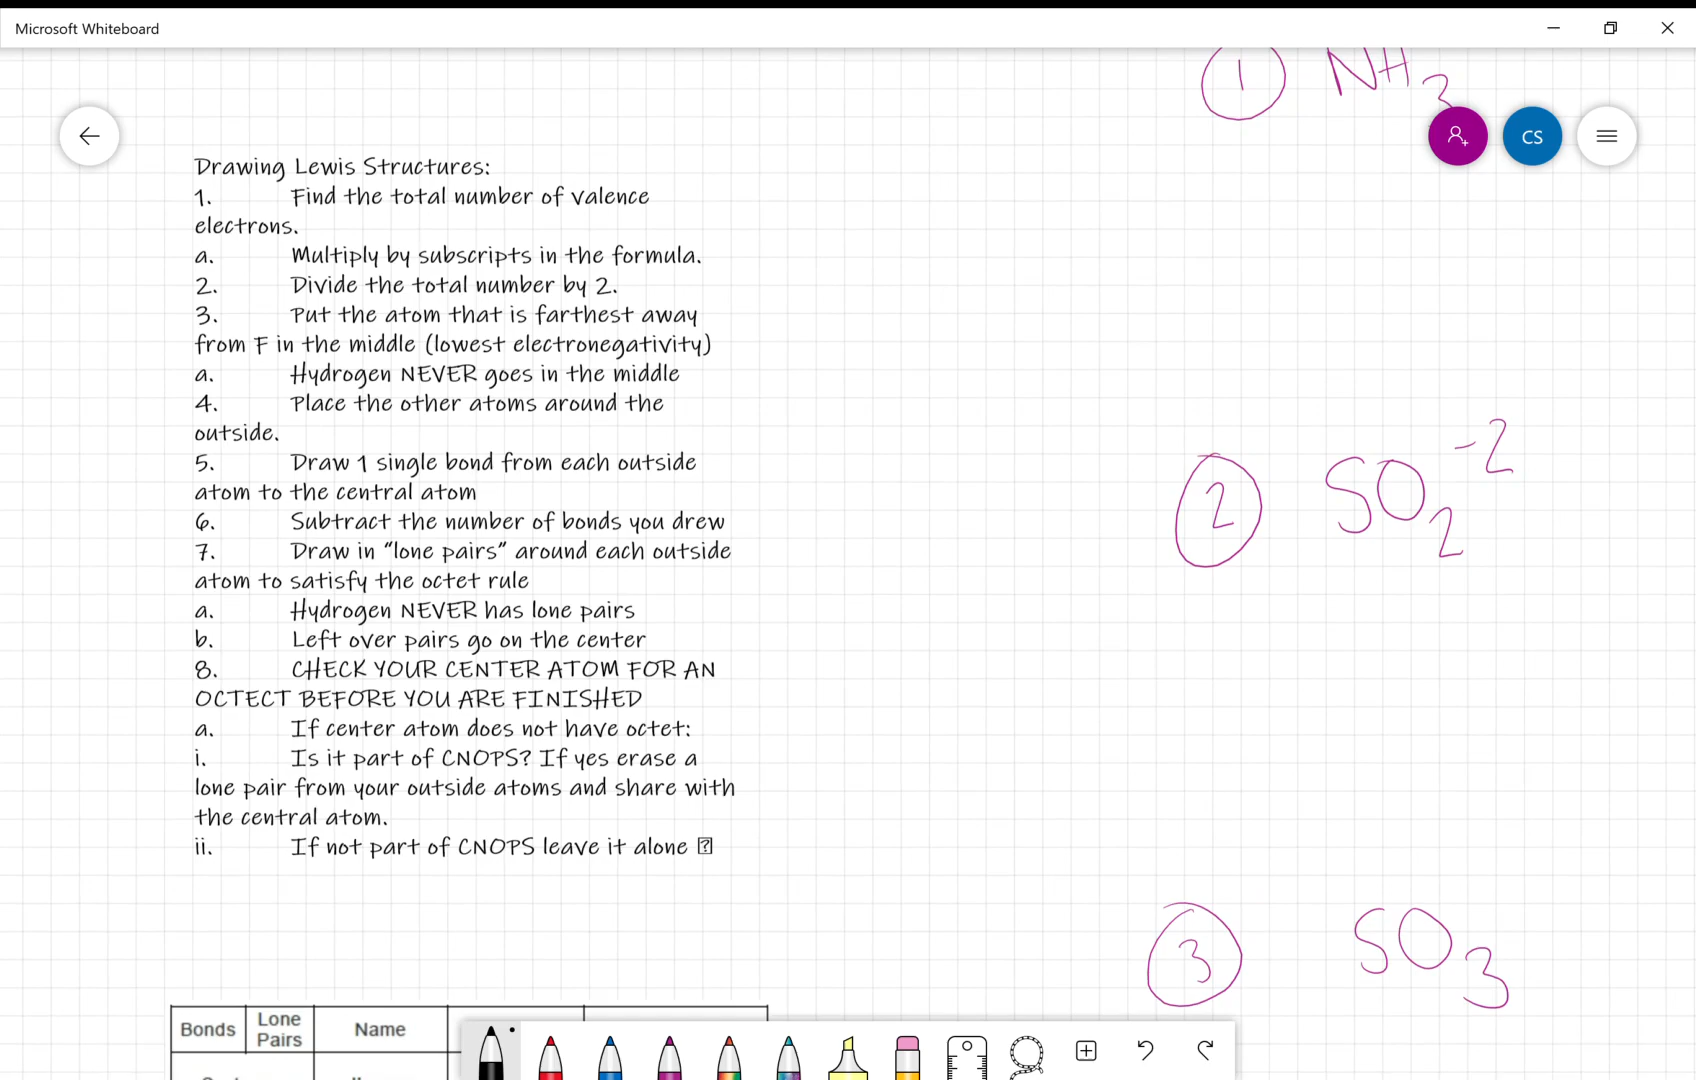 Microsoft Whiteboard
① NH3
CS
Drawing Lewis Structures:
1. Find the total number of valence
electrons.
a. Multiply by subscripts in the formula.
2. Divide the total number by 2.
3. Put the atom that is farthest away
from F in the middle (lowest electronegativity)
a. Hydrogen NEVER goes in the middle
4. Place the other atoms around the
outside.
5. Draw 1 single bond from each outside
atom to the central atom
6. Subtract the number of bonds you drew
7. Draw in "lone pairs" around each outside
atom to satisfy the octet rule
a. Hydrogen NEVER has lone pairs
b. Left over pairs go on the center
8. CHECK YOUR CENTER ATOM FOR AN
OCTECT BEFORE YOU ARE FINISHED
a. If center atom does not have octet:
i. Is it part of CNOPS? If yes erase a
lone pair from your outside atoms and share with
the central atom.
ii. If not part of CNOPS leave it alone
② SO2-2
③ SO3
Bonds Lone Pairs Name